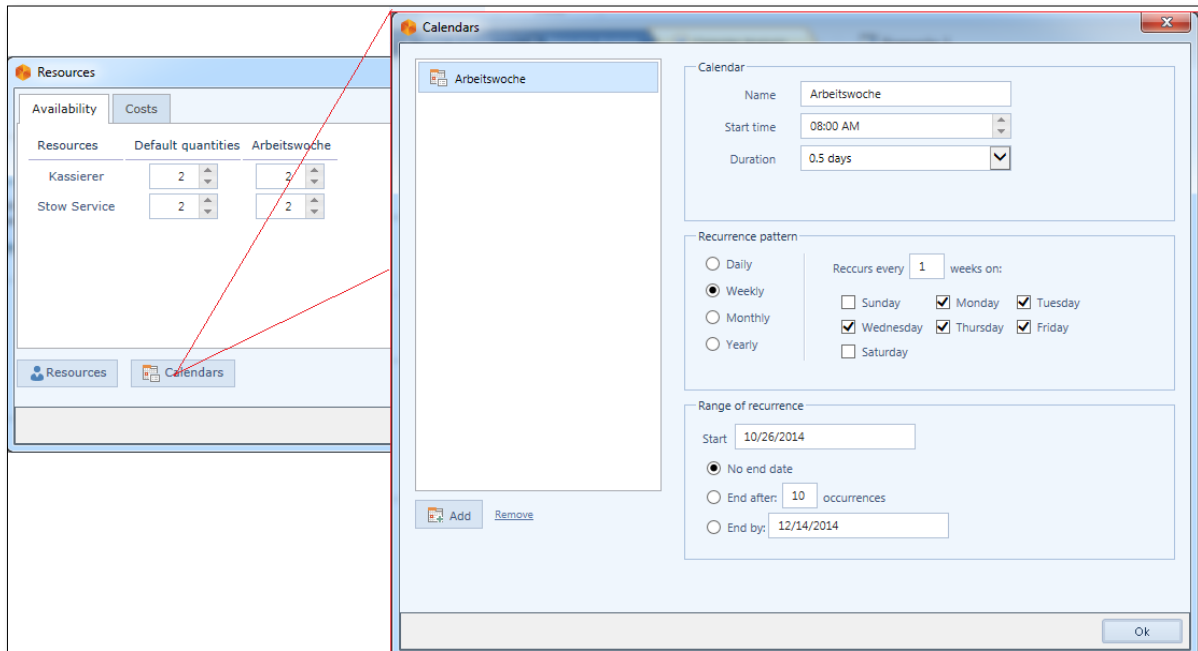 Resources
Availability Costs
Resources Default quantities Arbeitswoche
Kassierer 2 2
Stow Service 2 2
Resources Calendars
Calendars
Arbeitswoche
Add Remove
Calendar
Name Arbeitswoche
Start time 08:00 AM
Duration 0.5 days
Recurrence pattern
Daily
Weekly
Monthly
Yearly
Reccurs every 1 weeks on:
Sunday Monday Tuesday
Wednesday Thursday Friday
Saturday
Range of recurrence
Start 10/26/2014
No end date
End after: 10 occurrences
End by: 12/14/2014
Ok